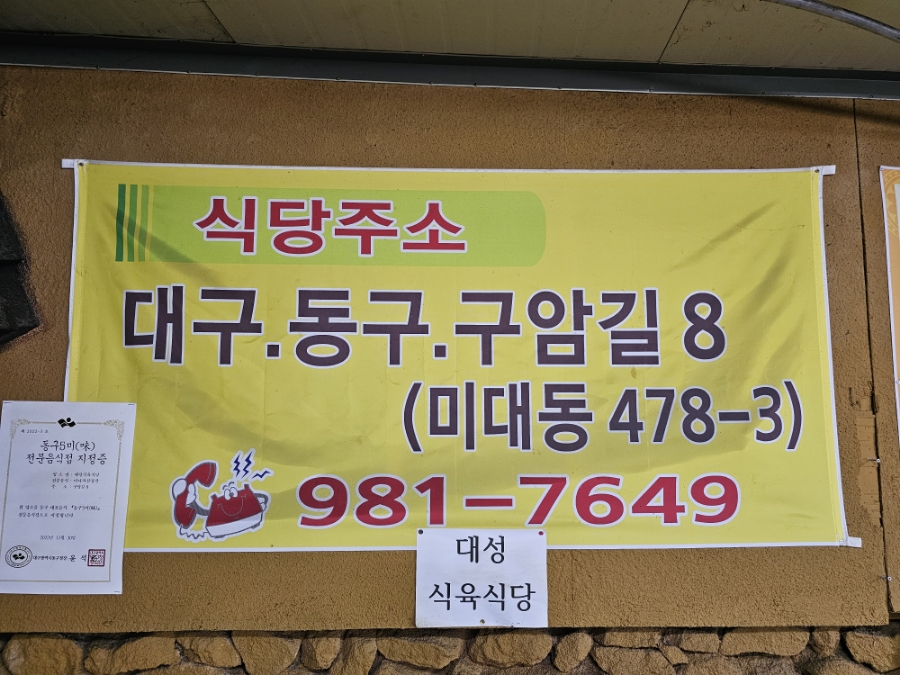 식당주소
대구.동구.구암길 8
(미대동 478-3)
981-7649
대성
식육식당
동구5미(味)
전문음식점 지정증